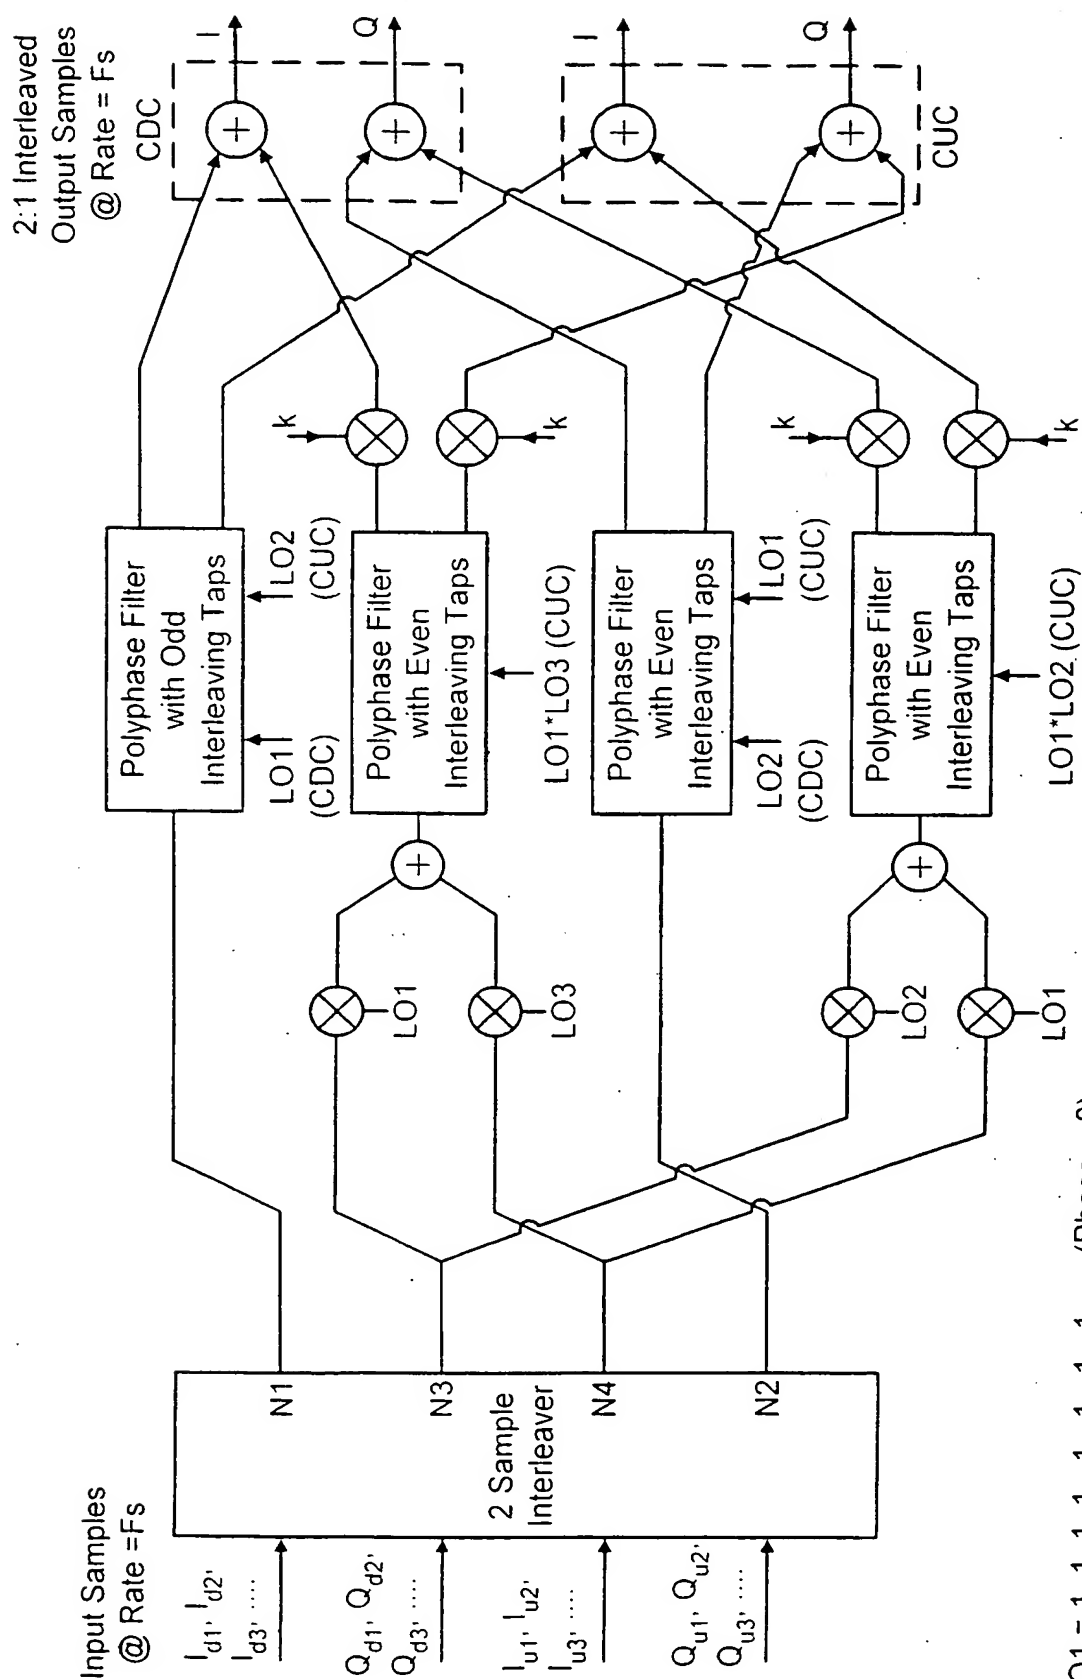 Input Samples
@ Rate =Fs
I_d1, I_d2,
I_d3, ....
Q_d1, Q_d2,
Q_d3, ....
I_u1, I_u2,
I_u3, ....
Q_u1, Q_u2,
Q_u3, ....
2 Sample
Interleaver
N1
N3
N4
N2
LO1
LO3
LO2
LO1
+
+
Polyphase Filter
with Odd
Interleaving Taps
LO1
(CDC)
LO2
(CUC)
Polyphase Filter
with Even
Interleaving Taps
LO1*LO3 (CUC)
Polyphase Filter
with Even
Interleaving Taps
LO2
(CDC)
LO1
(CUC)
Polyphase Filter
with Even
Interleaving Taps
LO1*LO2 (CUC)
k
k
k
k
2:1 Interleaved
Output Samples
@ Rate = Fs
CDC
+
+
+
+
CUC
I
Q
I
Q